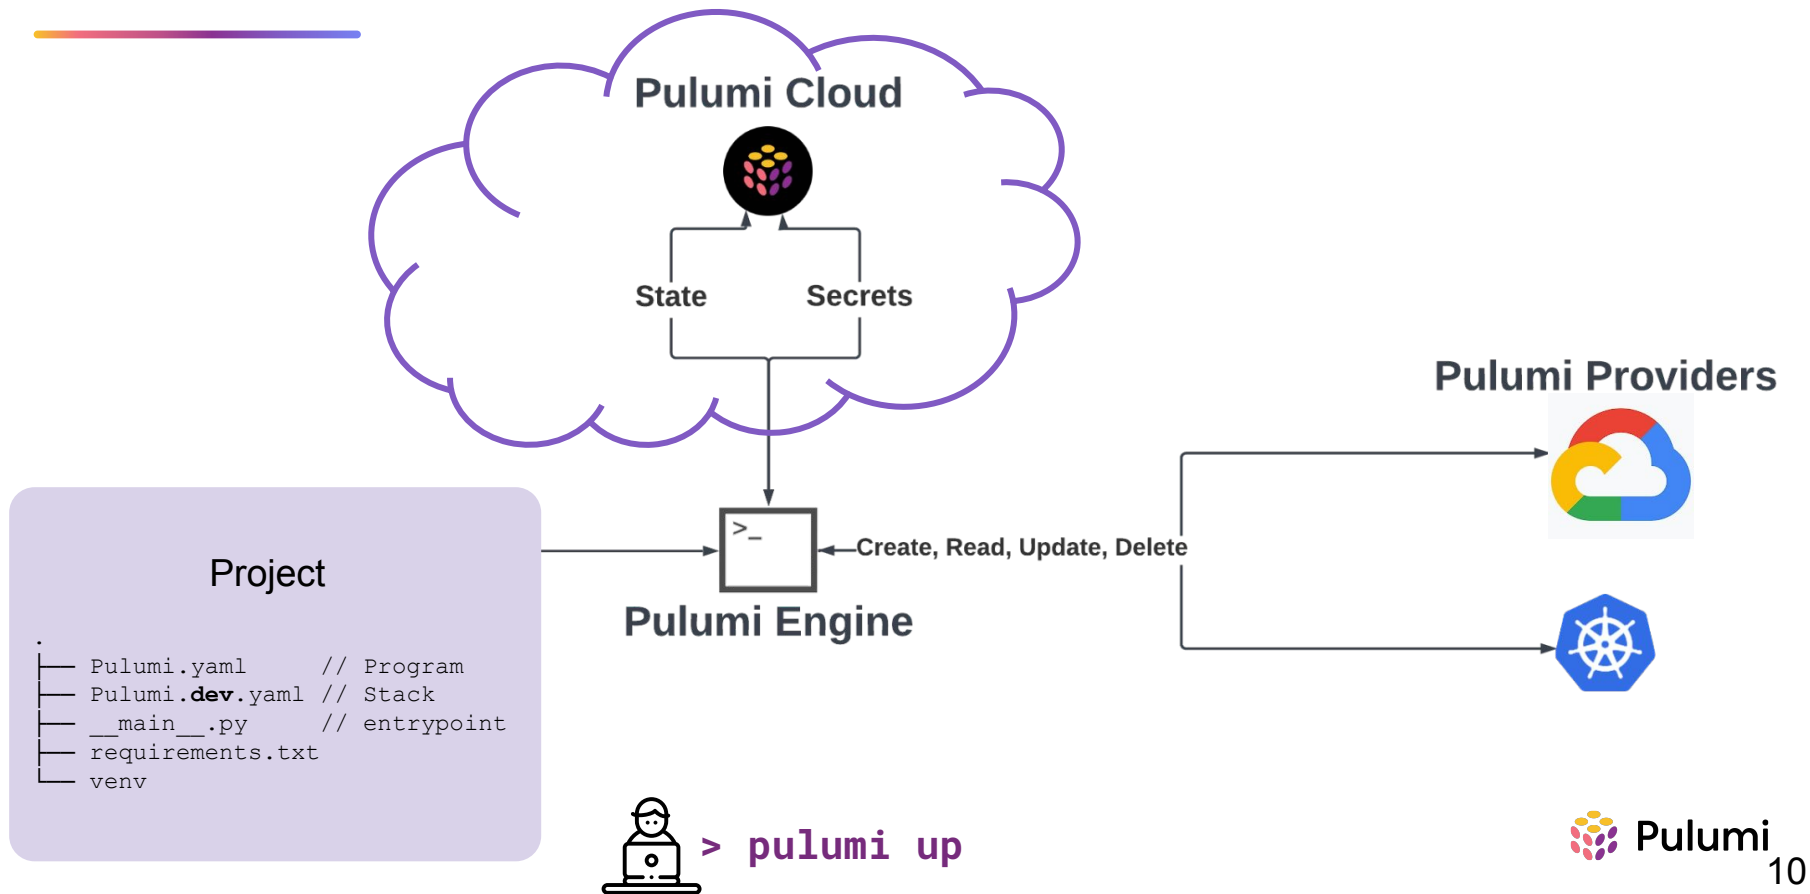 Pulumi Cloud
State
Secrets
Pulumi Providers
Project
.
├── Pulumi.yaml     // Program
├── Pulumi.dev.yaml // Stack
├── __main__.py     // entrypoint
├── requirements.txt
└── venv
>_
Pulumi Engine
Create, Read, Update, Delete
> pulumi up
Pulumi
10